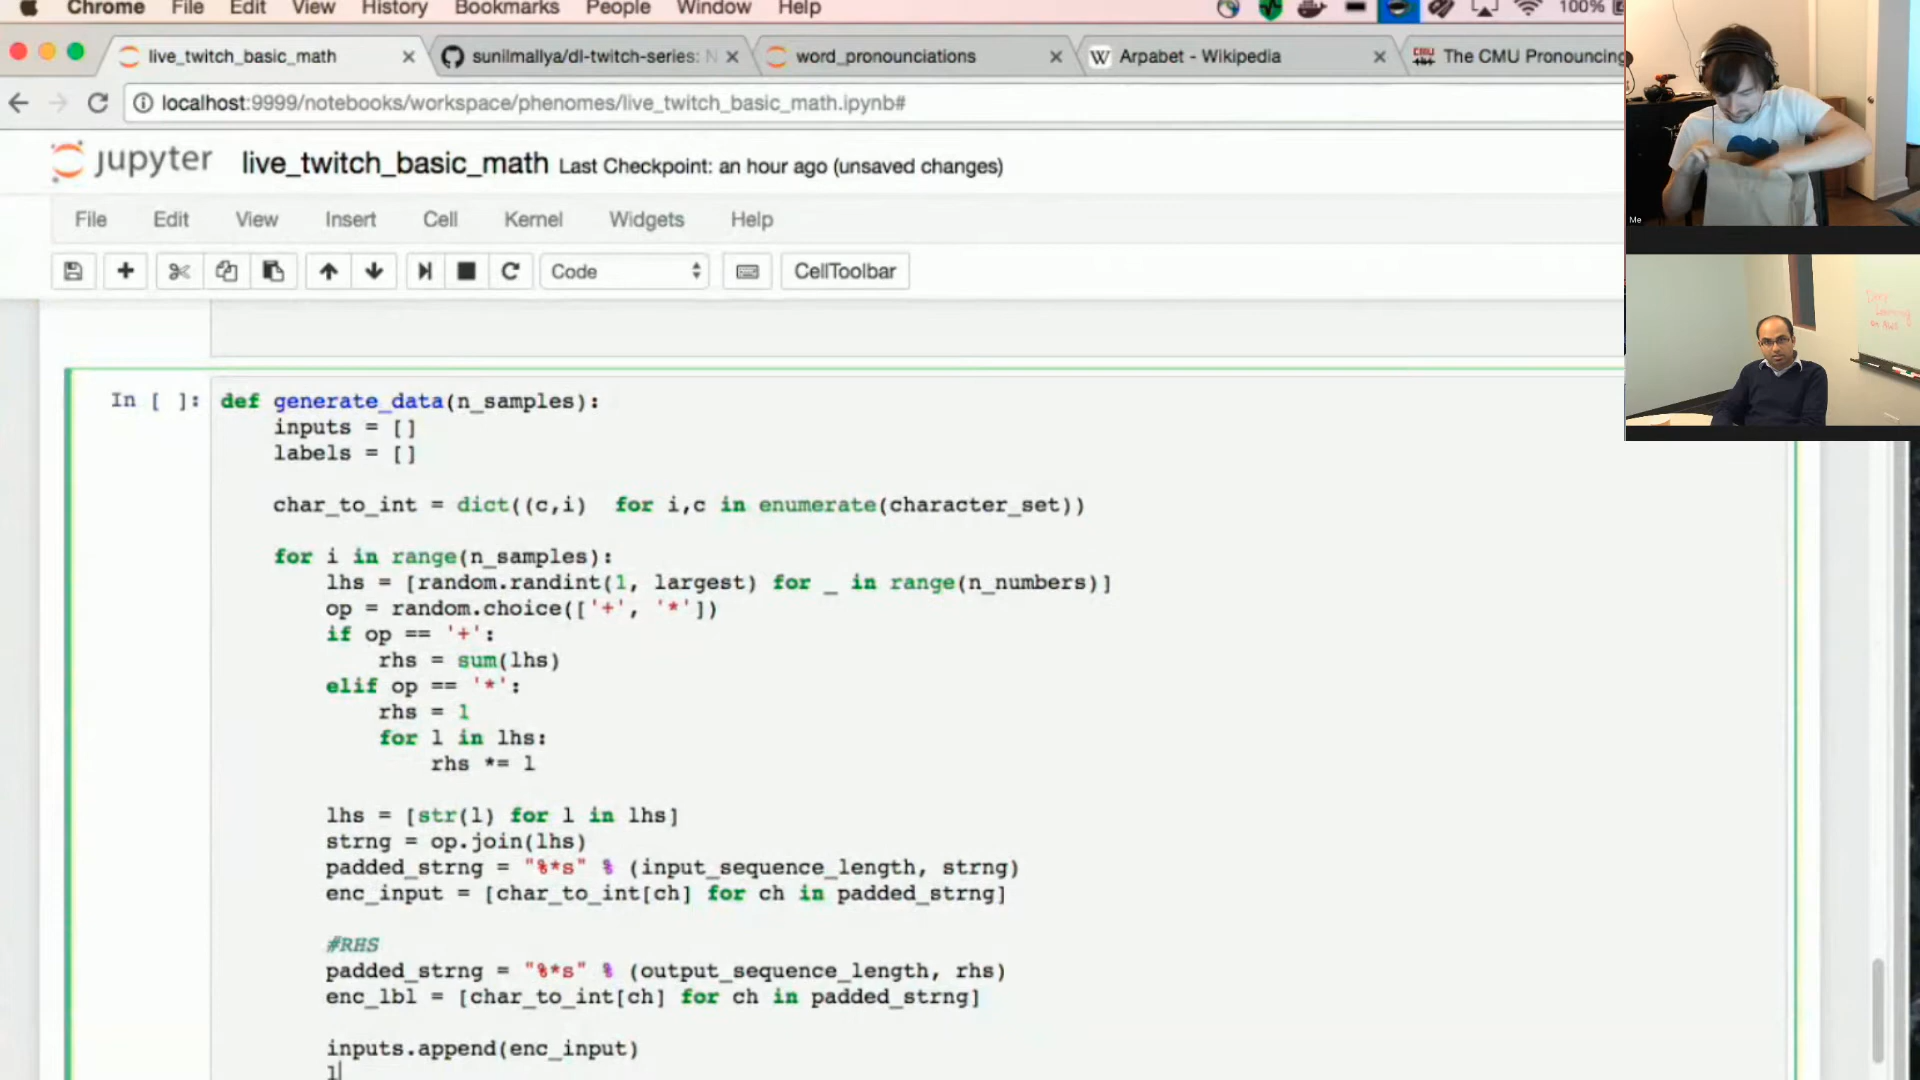 Chrome File Edit View History Bookmarks People Window Help 100%
live_twitch_basic_math
sunilmallya/dl-twitch-series: N
word_pronounciations
W Arpabet - Wikipedia
CMU The CMU Pronouncing
localhost:9999/notebooks/workspace/phenomes/live_twitch_basic_math.ipynb#
jupyter live_twitch_basic_math Last Checkpoint: an hour ago (unsaved changes)
File Edit View Insert Cell Kernel Widgets Help
Code CellToolbar
Me
In [ ]: def generate_data(n_samples):
inputs = []
labels = []
char_to_int = dict((c,i)  for i,c in enumerate(character_set))
for i in range(n_samples):
lhs = [random.randint(1, largest) for _ in range(n_numbers)]
op = random.choice(['+', '*'])
if op == '+':
rhs = sum(lhs)
elif op == '*':
rhs = 1
for l in lhs:
rhs *= l
lhs = [str(l) for l in lhs]
strng = op.join(lhs)
padded_strng = "%*s" % (input_sequence_length, strng)
enc_input = [char_to_int[ch] for ch in padded_strng]
#RHS
padded_strng = "%*s" % (output_sequence_length, rhs)
enc_lbl = [char_to_int[ch] for ch in padded_strng]
inputs.append(enc_input)
l